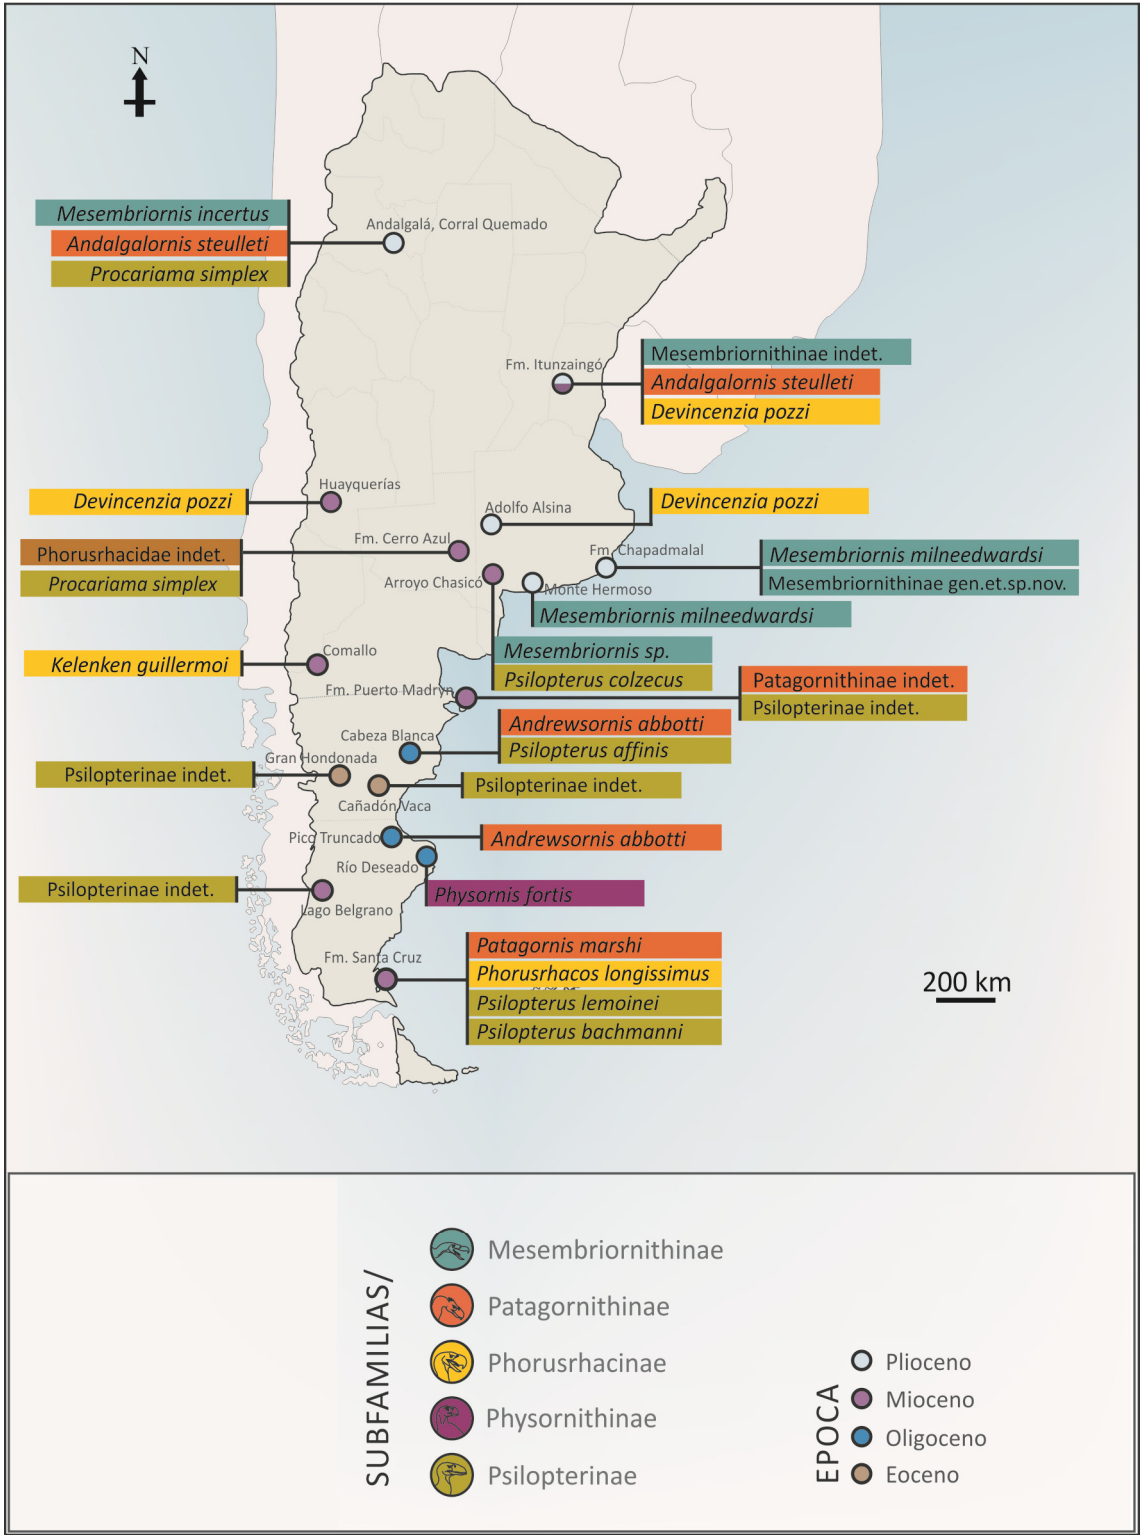 N
Mesembriornis incertus
Andalgalornis steulleti
Procariama simplex
Andalgalá, Corral Quemado
Fm. Itunzaingó
Mesembriornithinae indet.
Andalgalornis steulleti
Devincenzia pozzi
Huayquerías
Devincenzia pozzi
Adolfo Alsina
Devincenzia pozzi
Fm. Cerro Azul
Phorusrhacidae indet.
Procariama simplex
Fm. Chapadmalal
Mesembriornis milneedwardsi
Mesembriornithinae gen.et.sp.nov.
Arroyo Chasicó
Monte Hermoso
Mesembriornis milneedwardsi
Mesembriornis sp.
Psilopterus colzecus
Comallo
Kelenken guillermoi
Fm. Puerto Madryn
Patagornithinae indet.
Psilopterinae indet.
Cabeza Blanca
Andrewsornis abbotti
Psilopterus affinis
Gran Hondonada
Psilopterinae indet.
Cañadón Vaca
Psilopterinae indet.
Pico Truncado
Andrewsornis abbotti
Río Deseado
Physornis fortis
Psilopterinae indet.
Lago Belgrano
Fm. Santa Cruz
Patagornis marshi
Phorusrhacos longissimus
Psilopterus lemoinei
Psilopterus bachmanni
200 km
SUBFAMILIAS/
Mesembriornithinae
Patagornithinae
Phorusrhacinae
Physornithinae
Psilopterinae
EPOCA
Plioceno
Mioceno
Oligoceno
Eoceno